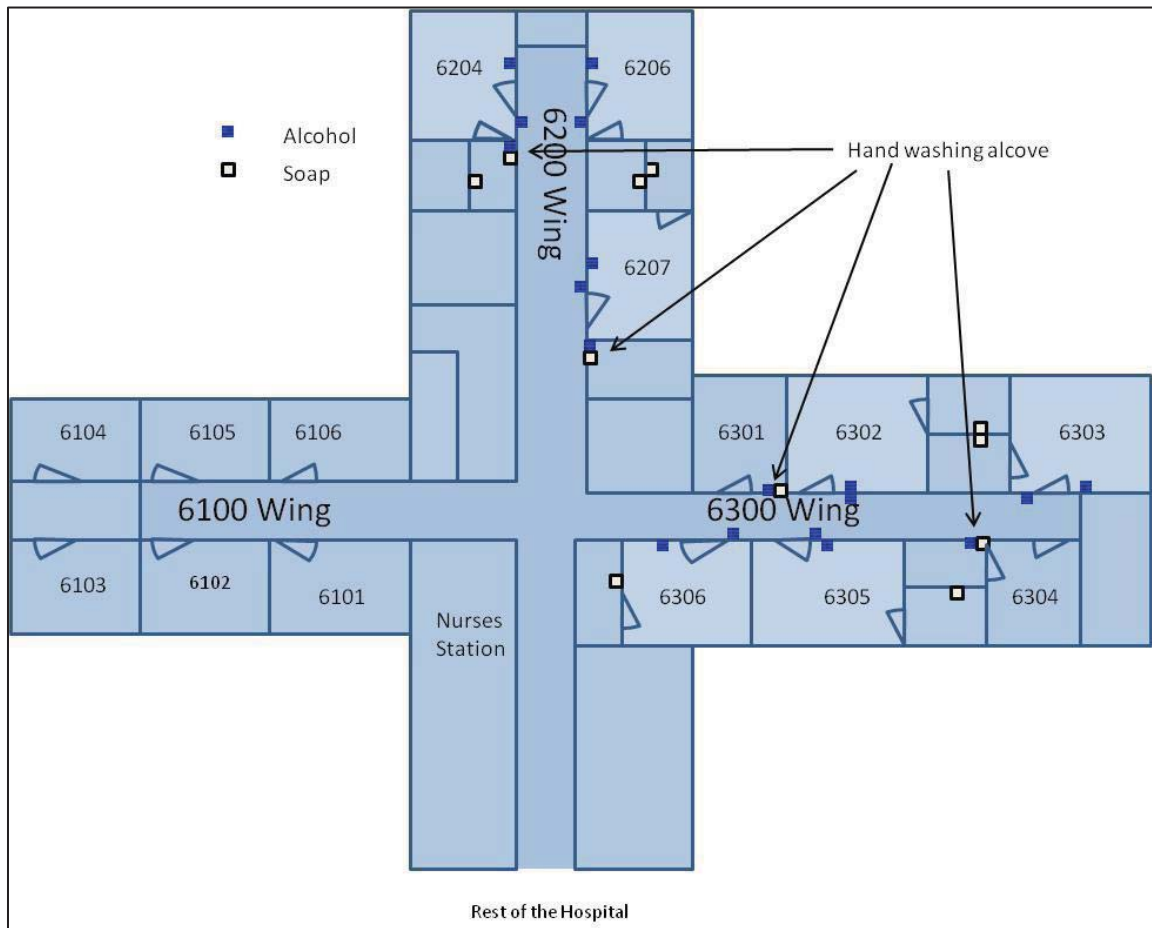 6204
6206
Alcohol
Soap
6200 Wing
Hand washing alcove
6207
6104
6105
6106
6301
6302
6303
6100 Wing
6300 Wing
6103
6102
6101
6306
6305
6304
Nurses
Station
Rest of the Hospital